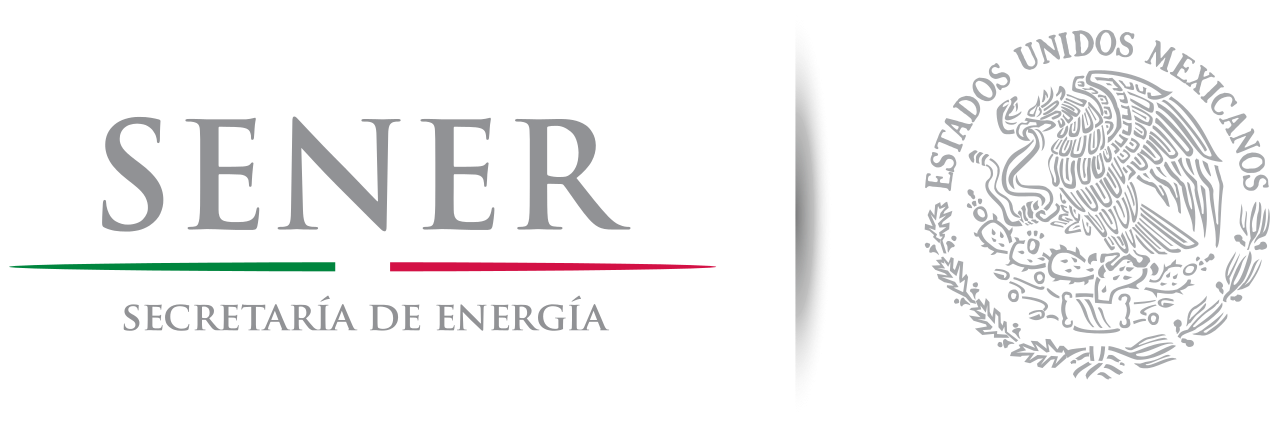 SENER
SECRETARÍA DE ENERGÍA
ESTADOS UNIDOS MEXICANOS